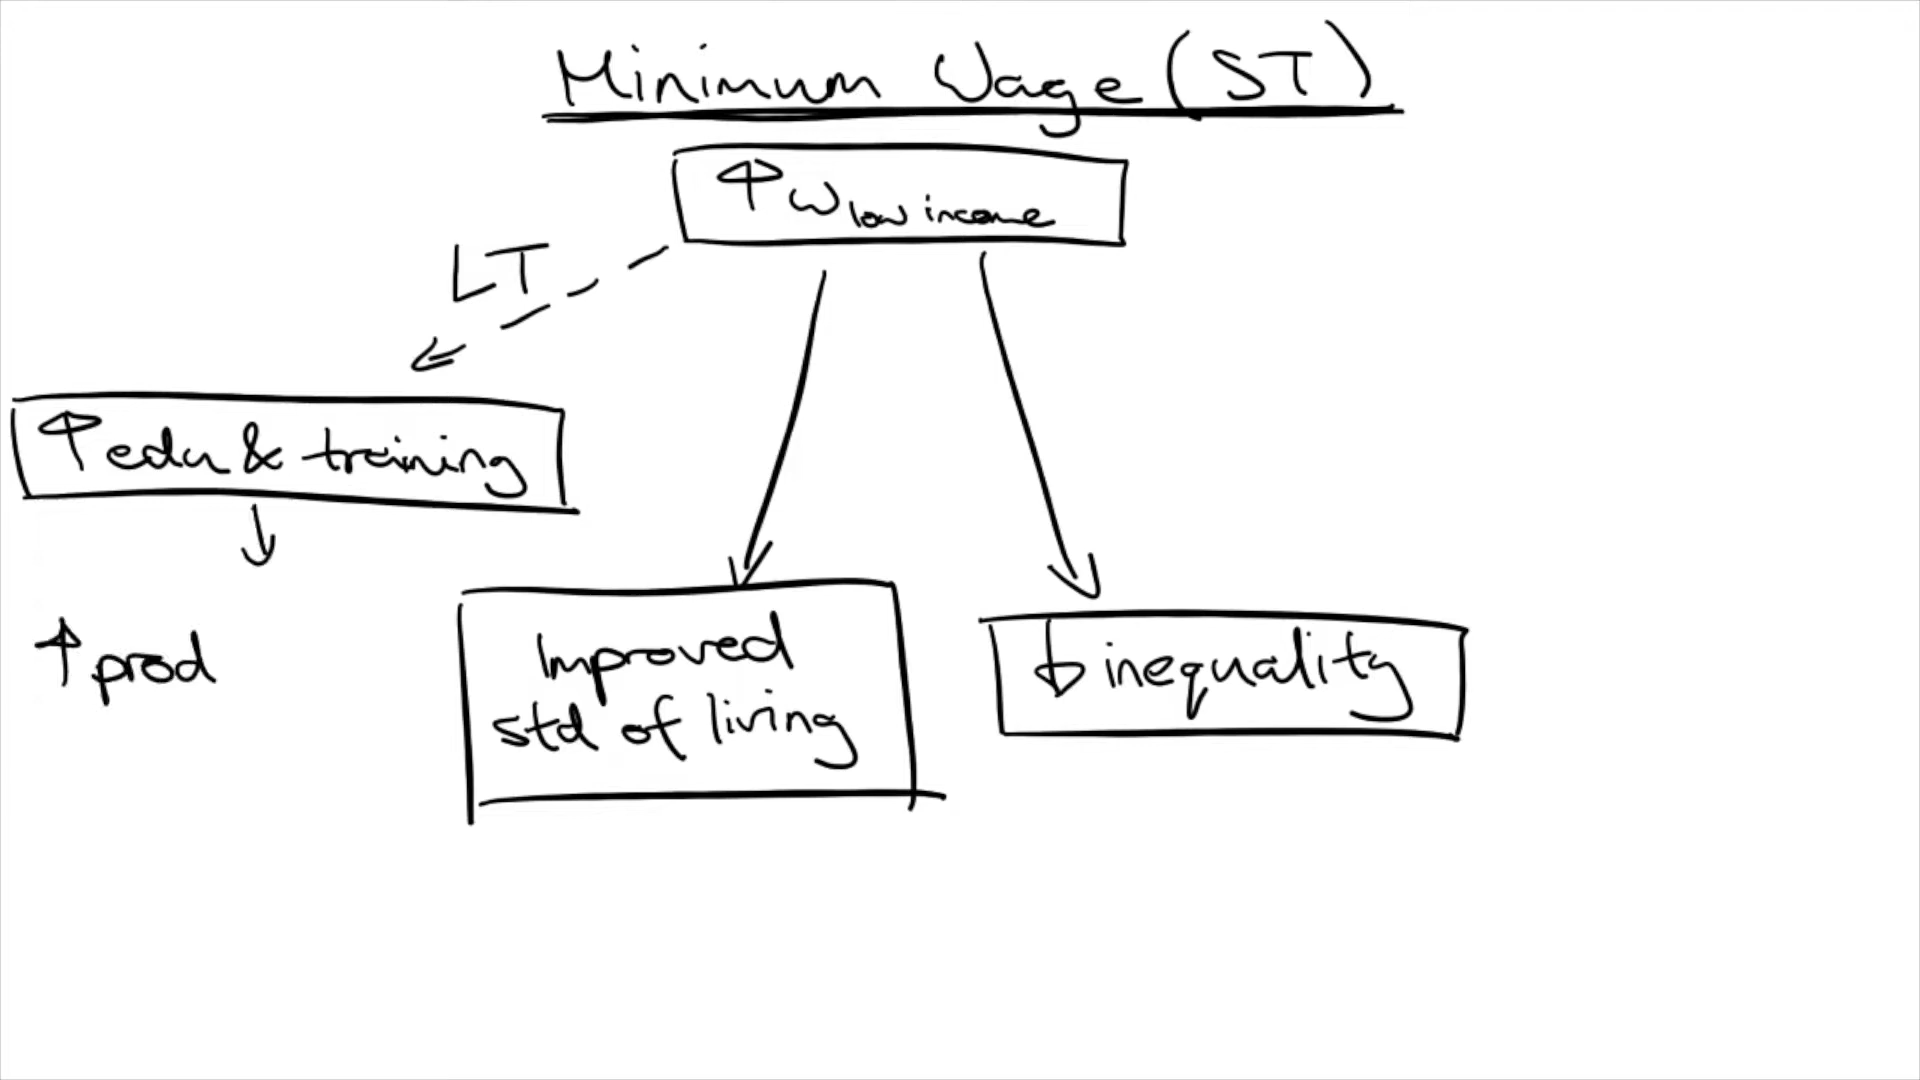 Minimum Wage (ST)
↑ w low income
LT
↑ edu & training
↑ prod
Improved
std of living
↓ inequality